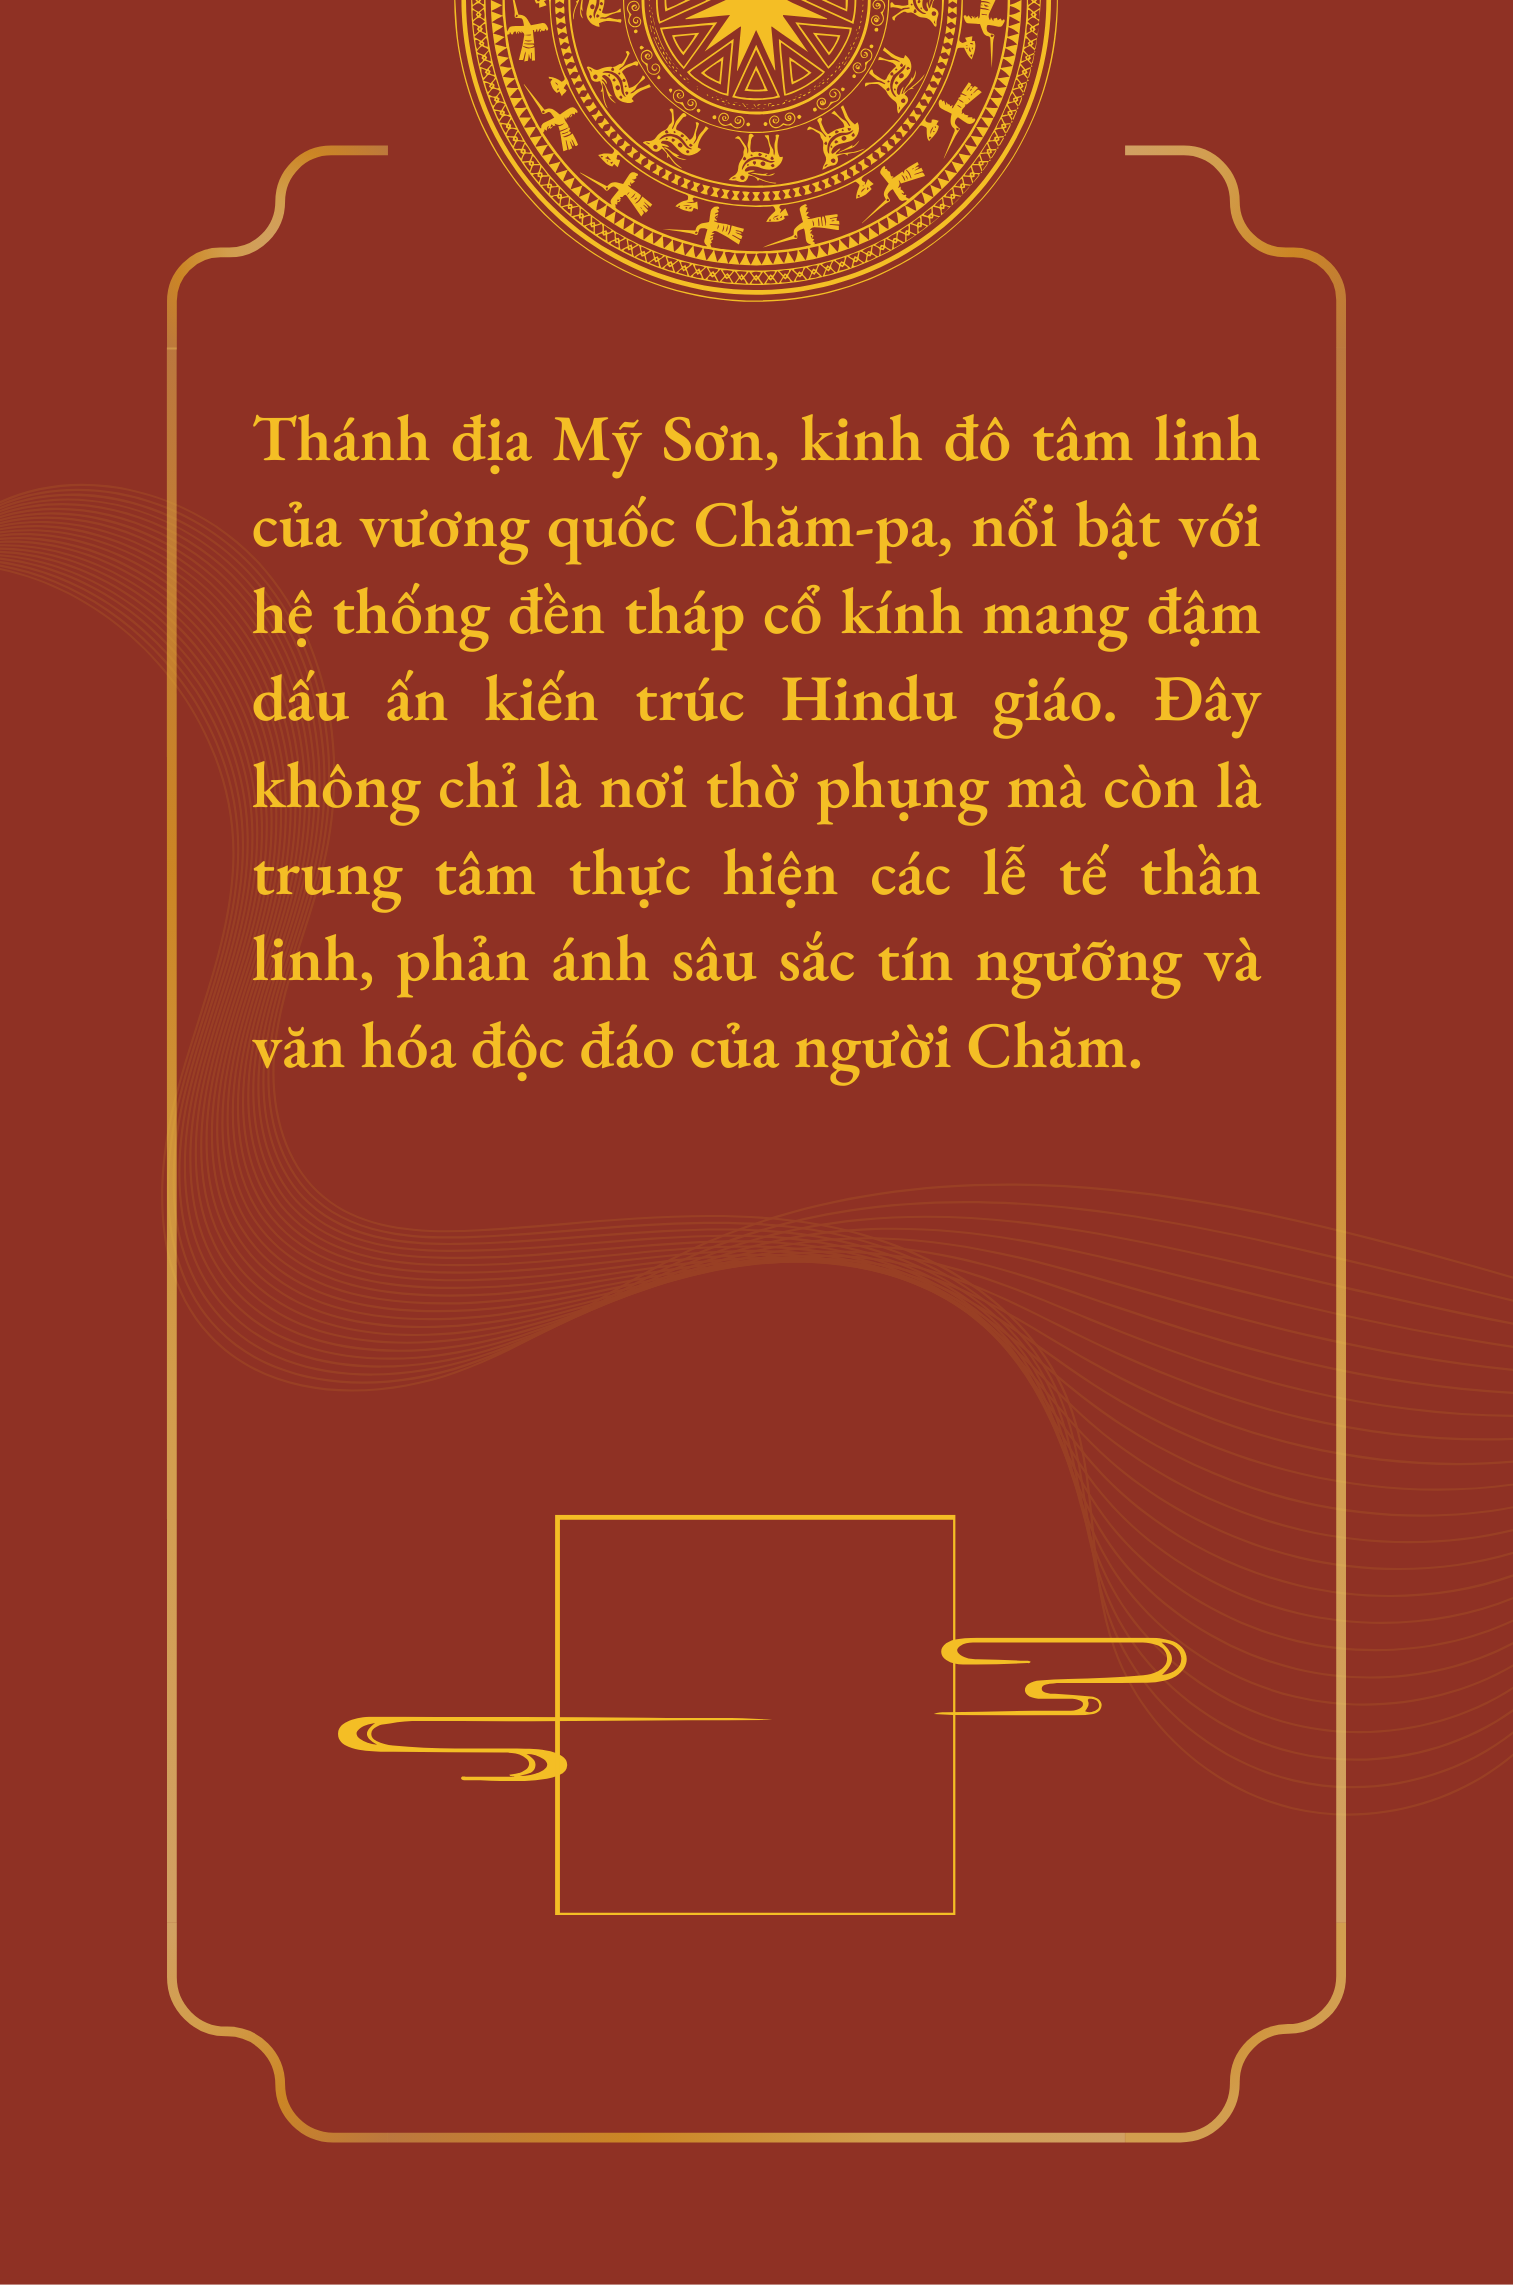 Thánh địa Mỹ Sơn, kinh đô tâm linh
của vương quốc Chăm-pa, nổi bật với
hệ thống đền tháp cổ kính mang đậm
dấu ấn kiến trúc Hindu giáo. Đây
không chỉ là nơi thờ phụng mà còn là
trung tâm thực hiện các lễ tế thần
linh, phản ánh sâu sắc tín ngưỡng và
văn hóa độc đáo của người Chăm.